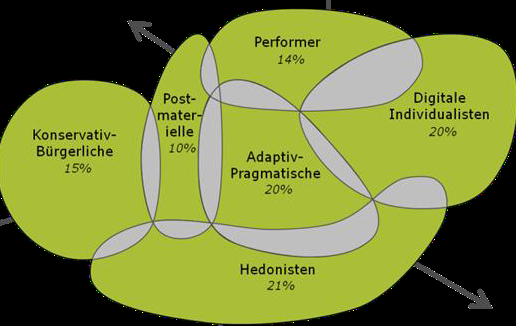 Performer
14%
Post-
mater-
ielle
10%
Digitale
Individualisten
20%
Konservativ-
Bürgerliche
15%
Adaptiv-
Pragmatische
20%
Hedonisten
21%